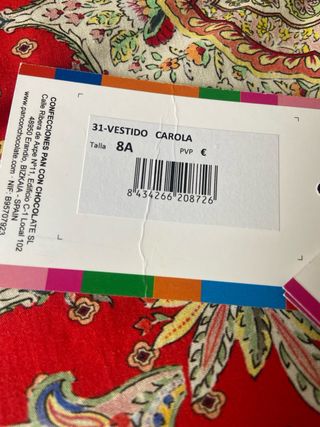 CONFECCIONES PAN CON CHOCOLATE SL
Calle Ribera de Axpe Nº11, Edificio C-1 Local 102
48950 Erandio, BIZKAIA - SPAIN
www.panconchocolate.com - NIF: B95707923
31-VESTIDO CAROLA
Talla 8A PVP €
8 434266 208726